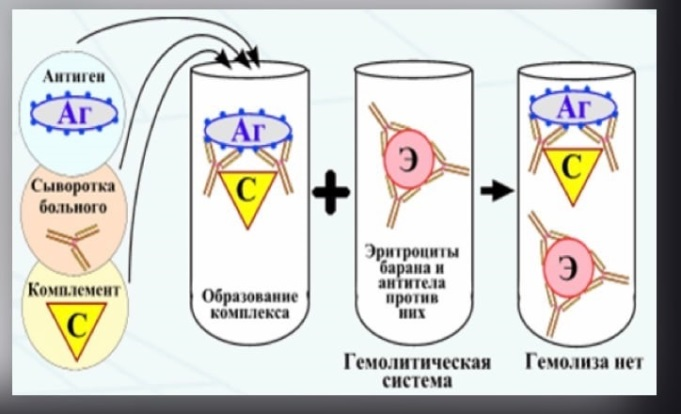 Антиген
Аг
Сыворотка
больного
Комплемент
С
Аг
С
Образование
комплекса
Э
Эритроциты
барана и
антитела
против
них
Гемолитическая
система
Аг
С
Э
Гемолиза нет